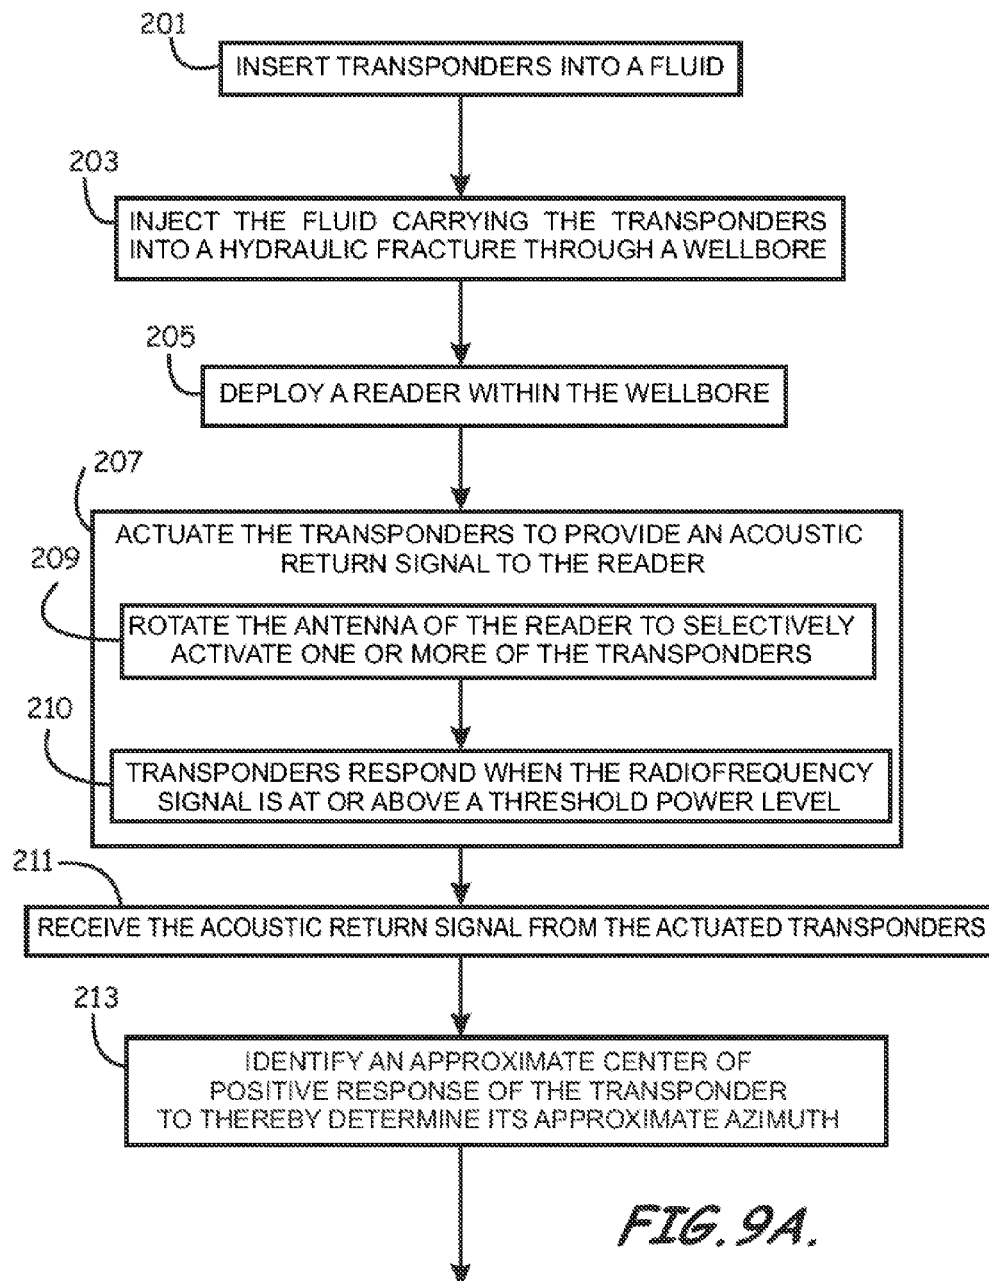 201
INSERT TRANSPONDERS INTO A FLUID
203
INJECT THE FLUID CARRYING THE TRANSPONDERS
INTO A HYDRAULIC FRACTURE THROUGH A WELLBORE
205
DEPLOY A READER WITHIN THE WELLBORE
207
ACTUATE THE TRANSPONDERS TO PROVIDE AN ACOUSTIC
RETURN SIGNAL TO THE READER
209
ROTATE THE ANTENNA OF THE READER TO SELECTIVELY
ACTIVATE ONE OR MORE OF THE TRANSPONDERS
210
TRANSPONDERS RESPOND WHEN THE RADIOFREQUENCY
SIGNAL IS AT OR ABOVE A THRESHOLD POWER LEVEL
211
RECEIVE THE ACOUSTIC RETURN SIGNAL FROM THE ACTUATED TRANSPONDERS
213
IDENTIFY AN APPROXIMATE CENTER OF
POSITIVE RESPONSE OF THE TRANSPONDER
TO THEREBY DETERMINE ITS APPROXIMATE AZIMUTH
FIG. 9A.